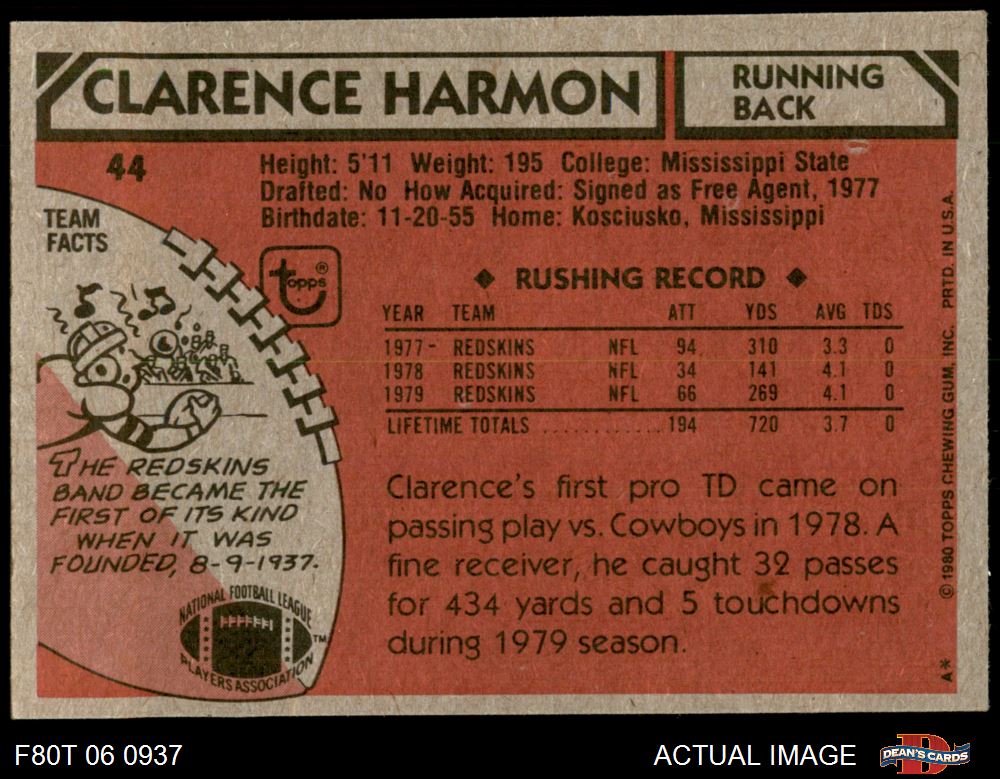 CLARENCE HARMON
RUNNING
BACK
44
Height: 5'11 Weight: 195 College: Mississippi State
Drafted: No How Acquired: Signed as Free Agent, 1977
Birthdate: 11-20-55 Home: Kosciusko, Mississippi
TEAM
FACTS
topps®
◆ RUSHING RECORD ◆
YEAR TEAM ATT YDS AVG TDS
1977- REDSKINS NFL 94 310 3.3 0
1978 REDSKINS NFL 34 141 4.1 0
1979 REDSKINS NFL 66 269 4.1 0
LIFETIME TOTALS ............ 194 720 3.7 0
THE REDSKINS
BAND BECAME THE
FIRST OF ITS KIND
WHEN IT WAS
FOUNDED, 8-9-1937.
NATIONAL FOOTBALL LEAGUE
PLAYERS ASSOCIATION
TM
Clarence's first pro TD came on
passing play vs. Cowboys in 1978. A
fine receiver, he caught 32 passes
for 434 yards and 5 touchdowns
during 1979 season.
A* © 1980 TOPPS CHEWING GUM, INC. PRTD. IN U.S.A.
F80T 06 0937
ACTUAL IMAGE
D
DEAN'S CARDS